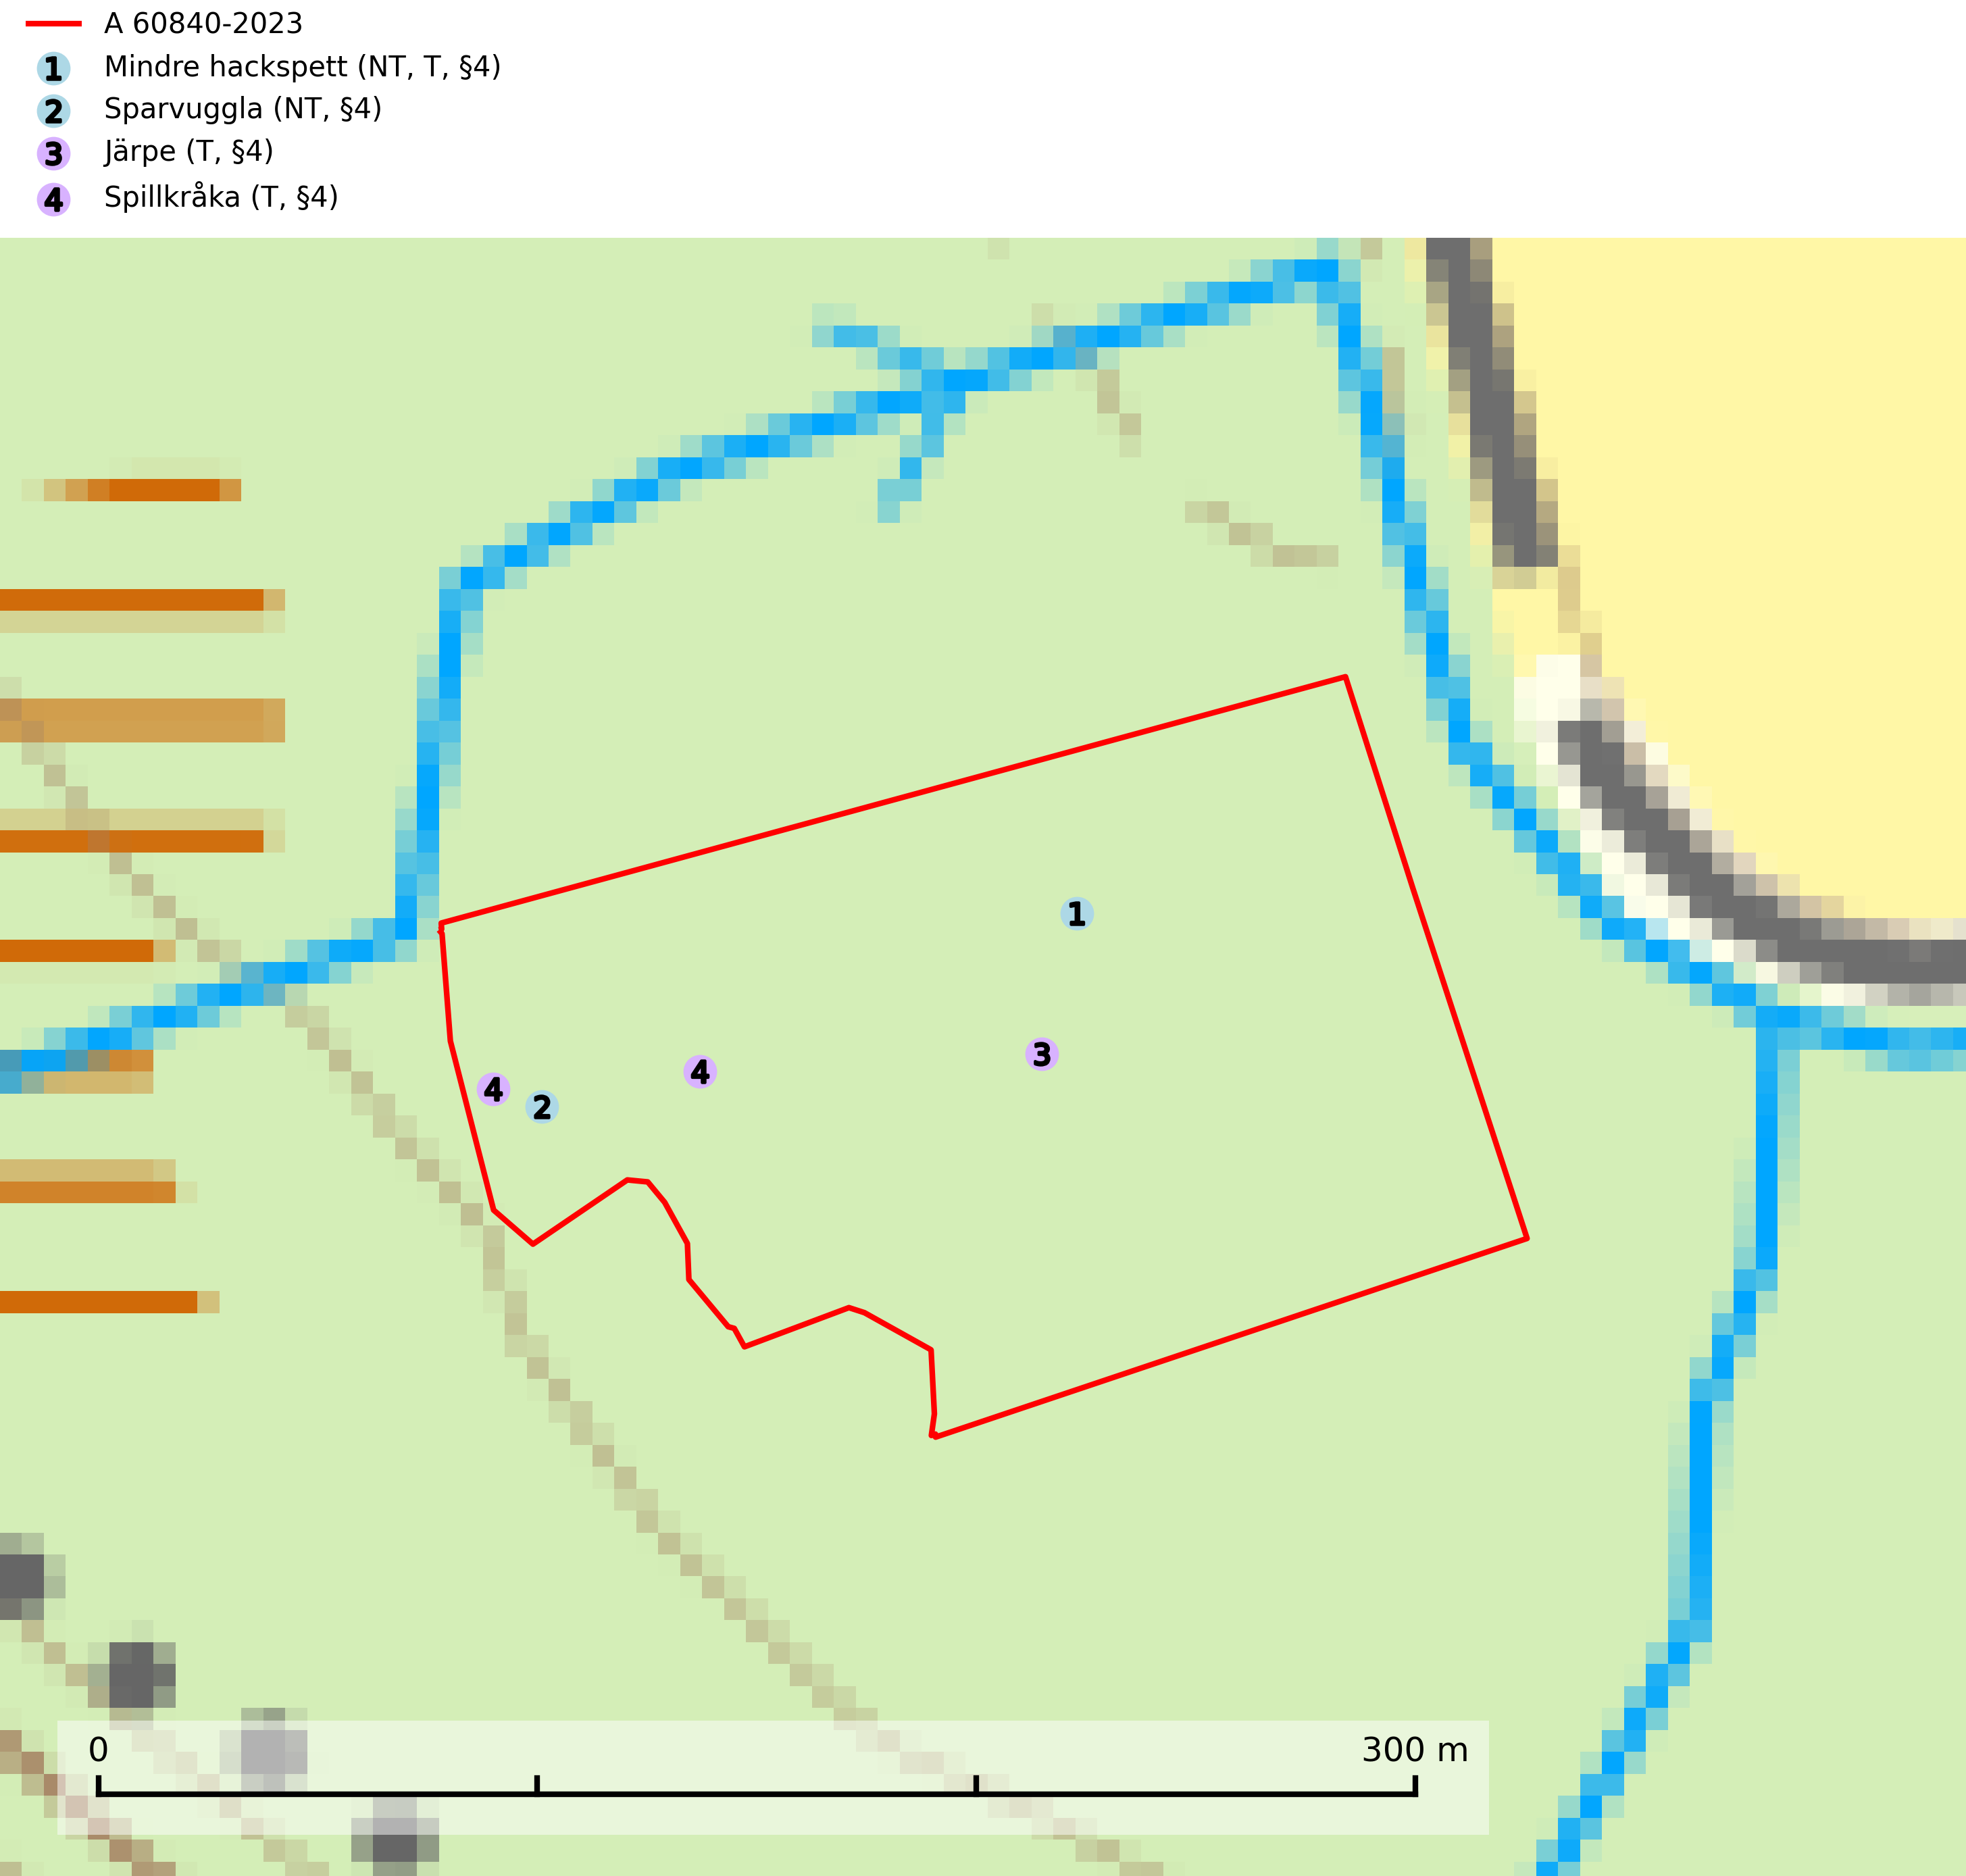 A 60840-2023
1 Mindre hackspett (NT, T, §4)
2 Sparvuggla (NT, §4)
3 Järpe (T, §4)
4 Spillkråka (T, §4)
1
3
4
4
2
0 300 m